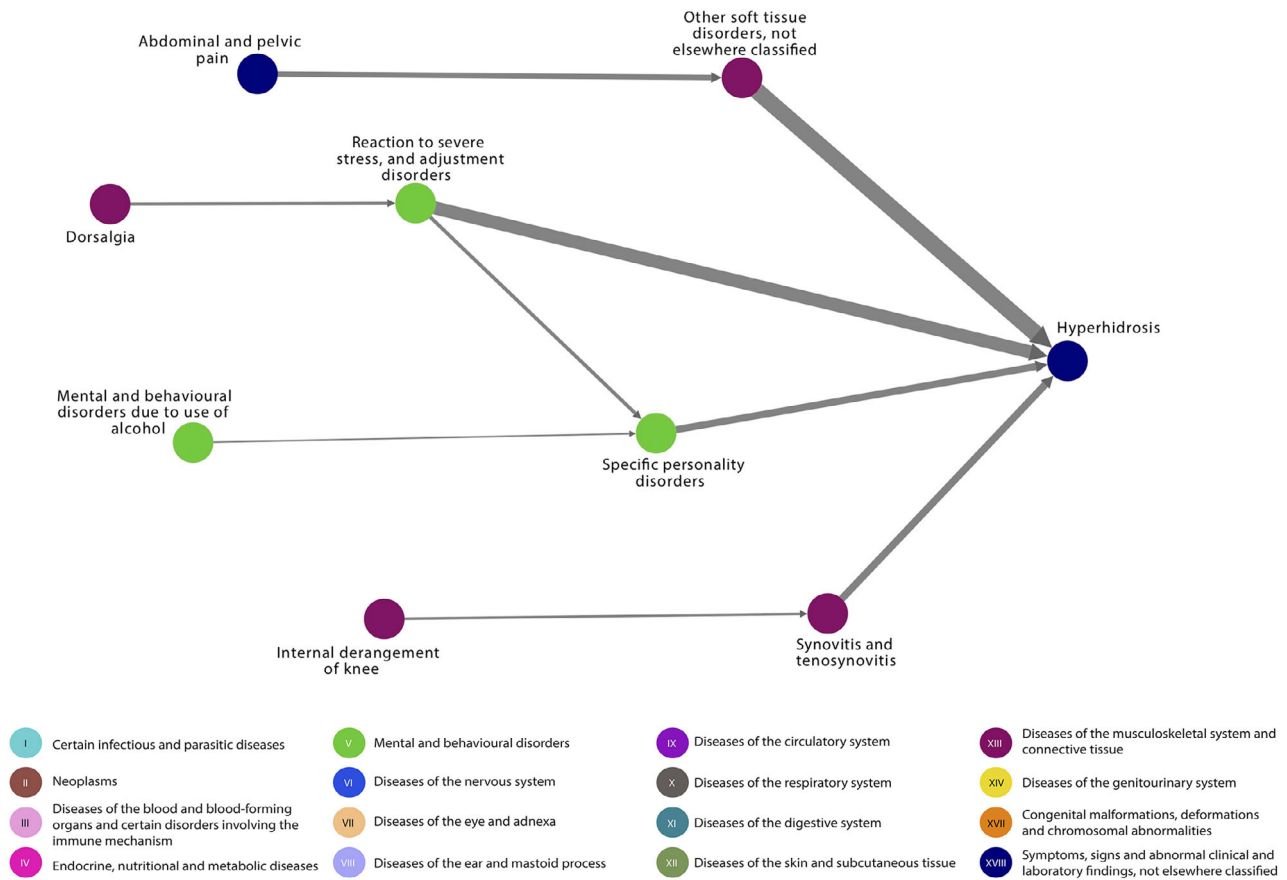 Abdominal and pelvic
pain
Other soft tissue
disorders, not
elsewhere classified
Reaction to severe
stress, and adjustment
disorders
Dorsalgia
Hyperhidrosis
Mental and behavioural
disorders due to use of
alcohol
Specific personality
disorders
Internal derangement
of knee
Synovitis and
tenosynovitis
I Certain infectious and parasitic diseases
II Neoplasms
III Diseases of the blood and blood-forming
organs and certain disorders involving the
immune mechanism
IV Endocrine, nutritional and metabolic diseases
V Mental and behavioural disorders
VI Diseases of the nervous system
VII Diseases of the eye and adnexa
VIII Diseases of the ear and mastoid process
IX Diseases of the circulatory system
X Diseases of the respiratory system
XI Diseases of the digestive system
XII Diseases of the skin and subcutaneous tissue
XIII Diseases of the musculoskeletal system and
connective tissue
XIV Diseases of the genitourinary system
XVII Congenital malformations, deformations
and chromosomal abnormalities
XVIII Symptoms, signs and abnormal clinical and
laboratory findings, not elsewhere classified